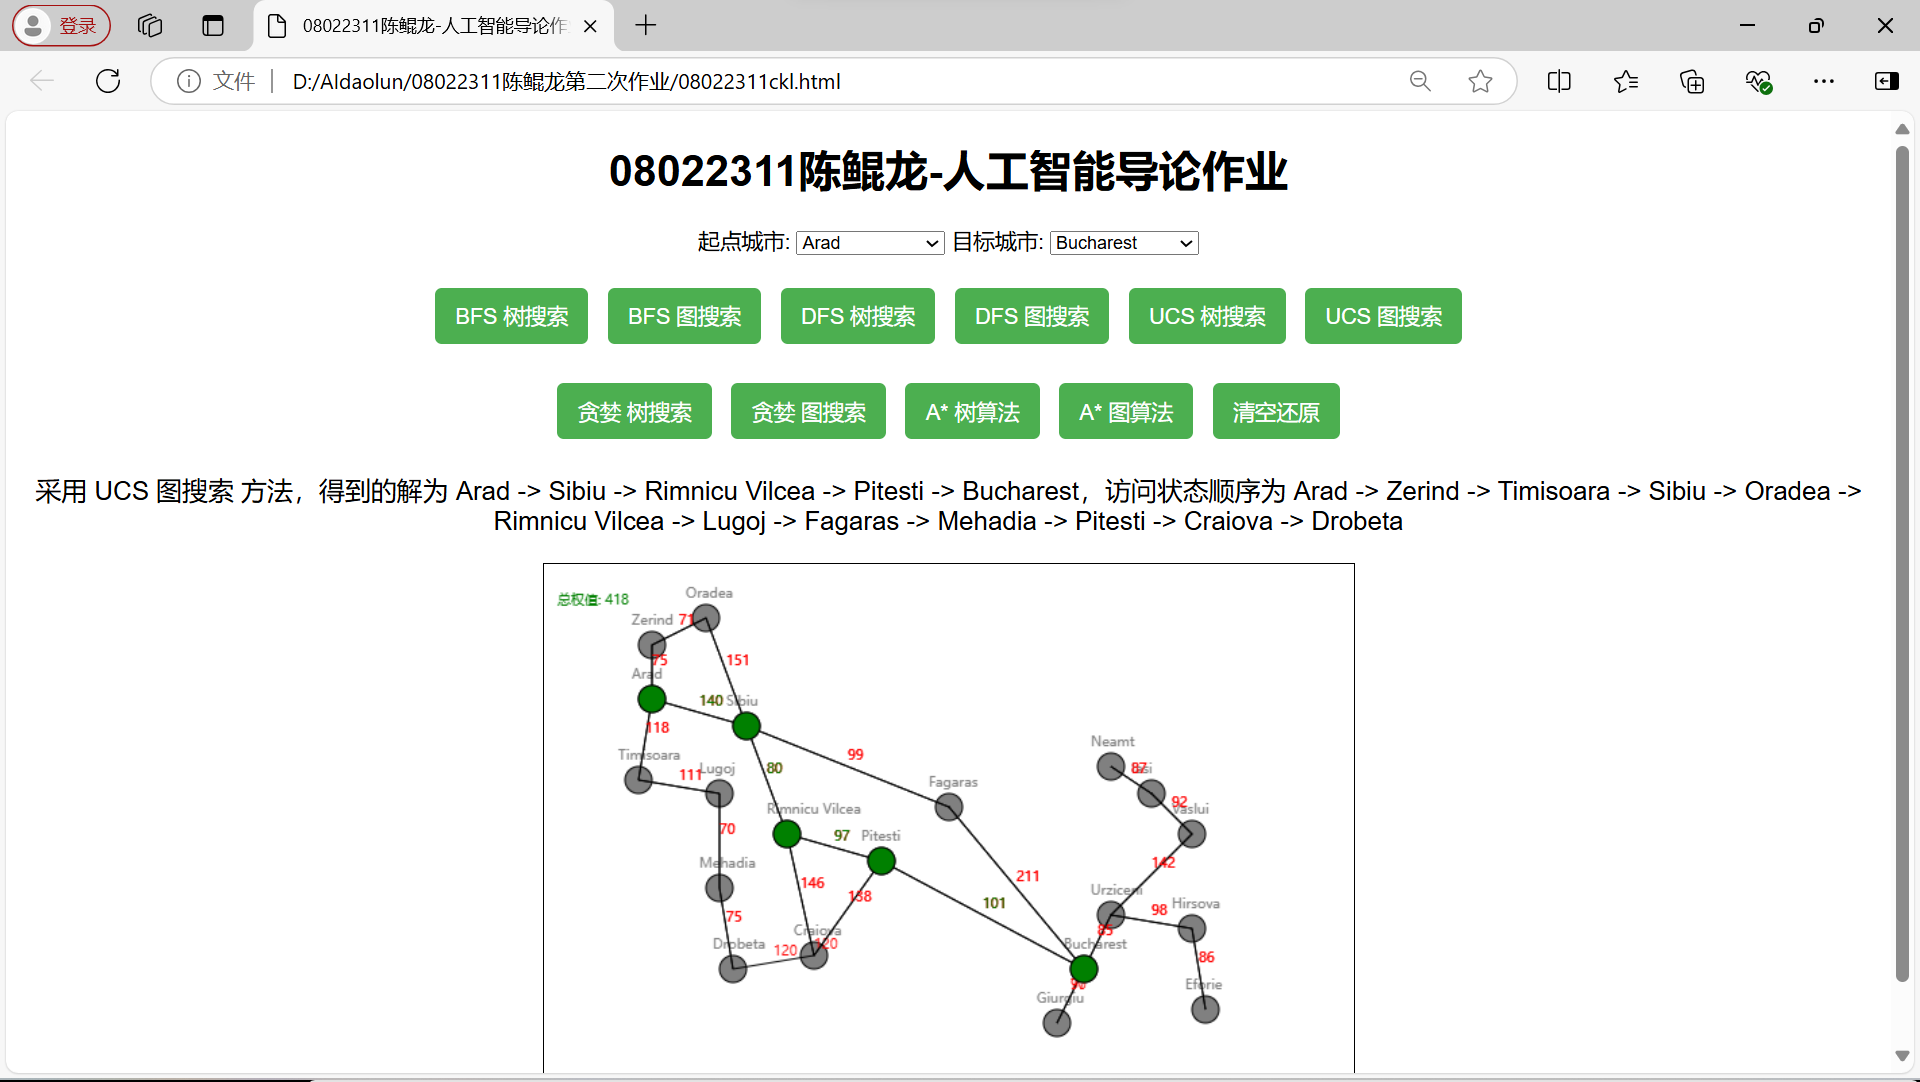 登录
08022311陈鲲龙-人工智能导论作
文件
D:/AIdaolun/08022311陈鲲龙第二次作业/08022311ckl.html
08022311陈鲲龙-人工智能导论作业
起点城市: Arad 目标城市: Bucharest
BFS 树搜索 BFS 图搜索 DFS 树搜索 DFS 图搜索 UCS 树搜索 UCS 图搜索
贪婪 树搜索 贪婪 图搜索 A* 树算法 A* 图算法 清空还原
采用 UCS 图搜索 方法，得到的解为 Arad -> Sibiu -> Rimnicu Vilcea -> Pitesti -> Bucharest，访问状态顺序为 Arad -> Zerind -> Timisoara -> Sibiu -> Oradea ->
Rimnicu Vilcea -> Lugoj -> Fagaras -> Mehadia -> Pitesti -> Craiova -> Drobeta
总权值: 418
Oradea
Zerind 71
75
151
Arad
140 Sibiu
118
Neamt
Timisoara
99
Lugoj
111
80
87
Fagaras
92
Vaslui
Rimnicu Vilcea
70
97 Pitesti
Mehadia
142
146
211
138
Urziceni
101
Hirsova
98
75
Craiova
85
Drobeta
120
120
Bucharest
86
Giurgiu
Eforie